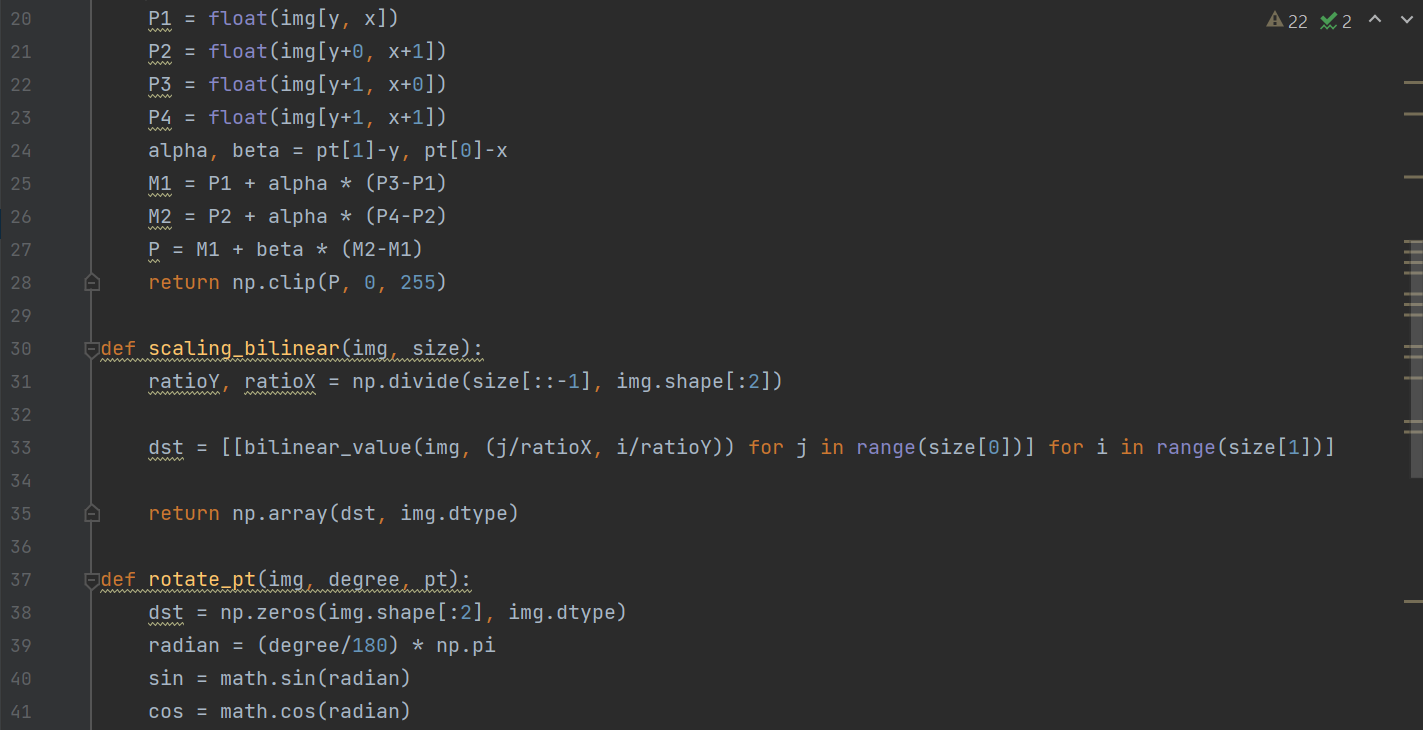 20 P1 = float(img[y, x])
22 2
21 P2 = float(img[y+0, x+1])
22 P3 = float(img[y+1, x+0])
23 P4 = float(img[y+1, x+1])
24 alpha, beta = pt[1]-y, pt[0]-x
25 M1 = P1 + alpha * (P3-P1)
26 M2 = P2 + alpha * (P4-P2)
27 P = M1 + beta * (M2-M1)
28 return np.clip(P, 0, 255)
29
30 def scaling_bilinear(img, size):
31 ratioY, ratioX = np.divide(size[::-1], img.shape[:2])
32
33 dst = [[bilinear_value(img, (j/ratioX, i/ratioY)) for j in range(size[0])] for i in range(size[1])]
34
35 return np.array(dst, img.dtype)
36
37 def rotate_pt(img, degree, pt):
38 dst = np.zeros(img.shape[:2], img.dtype)
39 radian = (degree/180) * np.pi
40 sin = math.sin(radian)
41 cos = math.cos(radian)